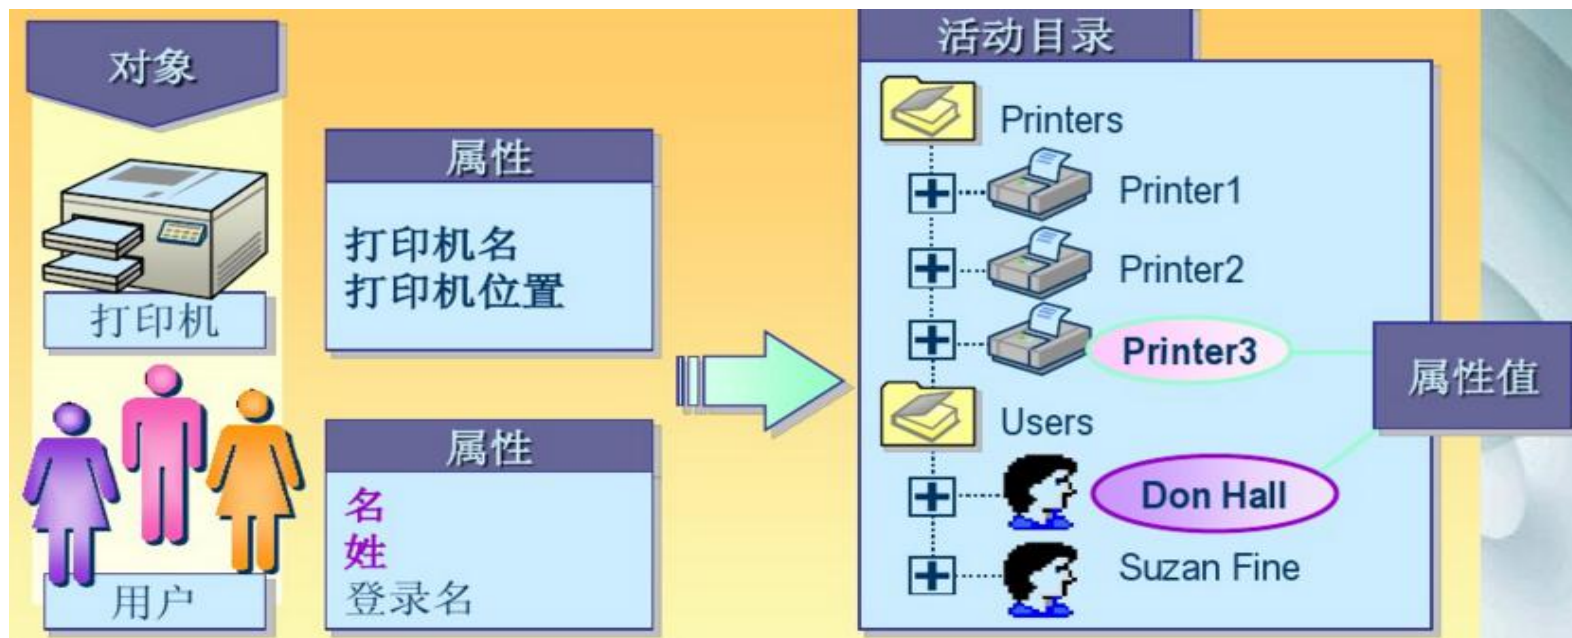 对象
打印机
用户
属性
打印机名
打印机位置
属性
名
姓
登录名
活动目录
Printers
Printer1
Printer2
Printer3
Users
Don Hall
Suzan Fine
属性值